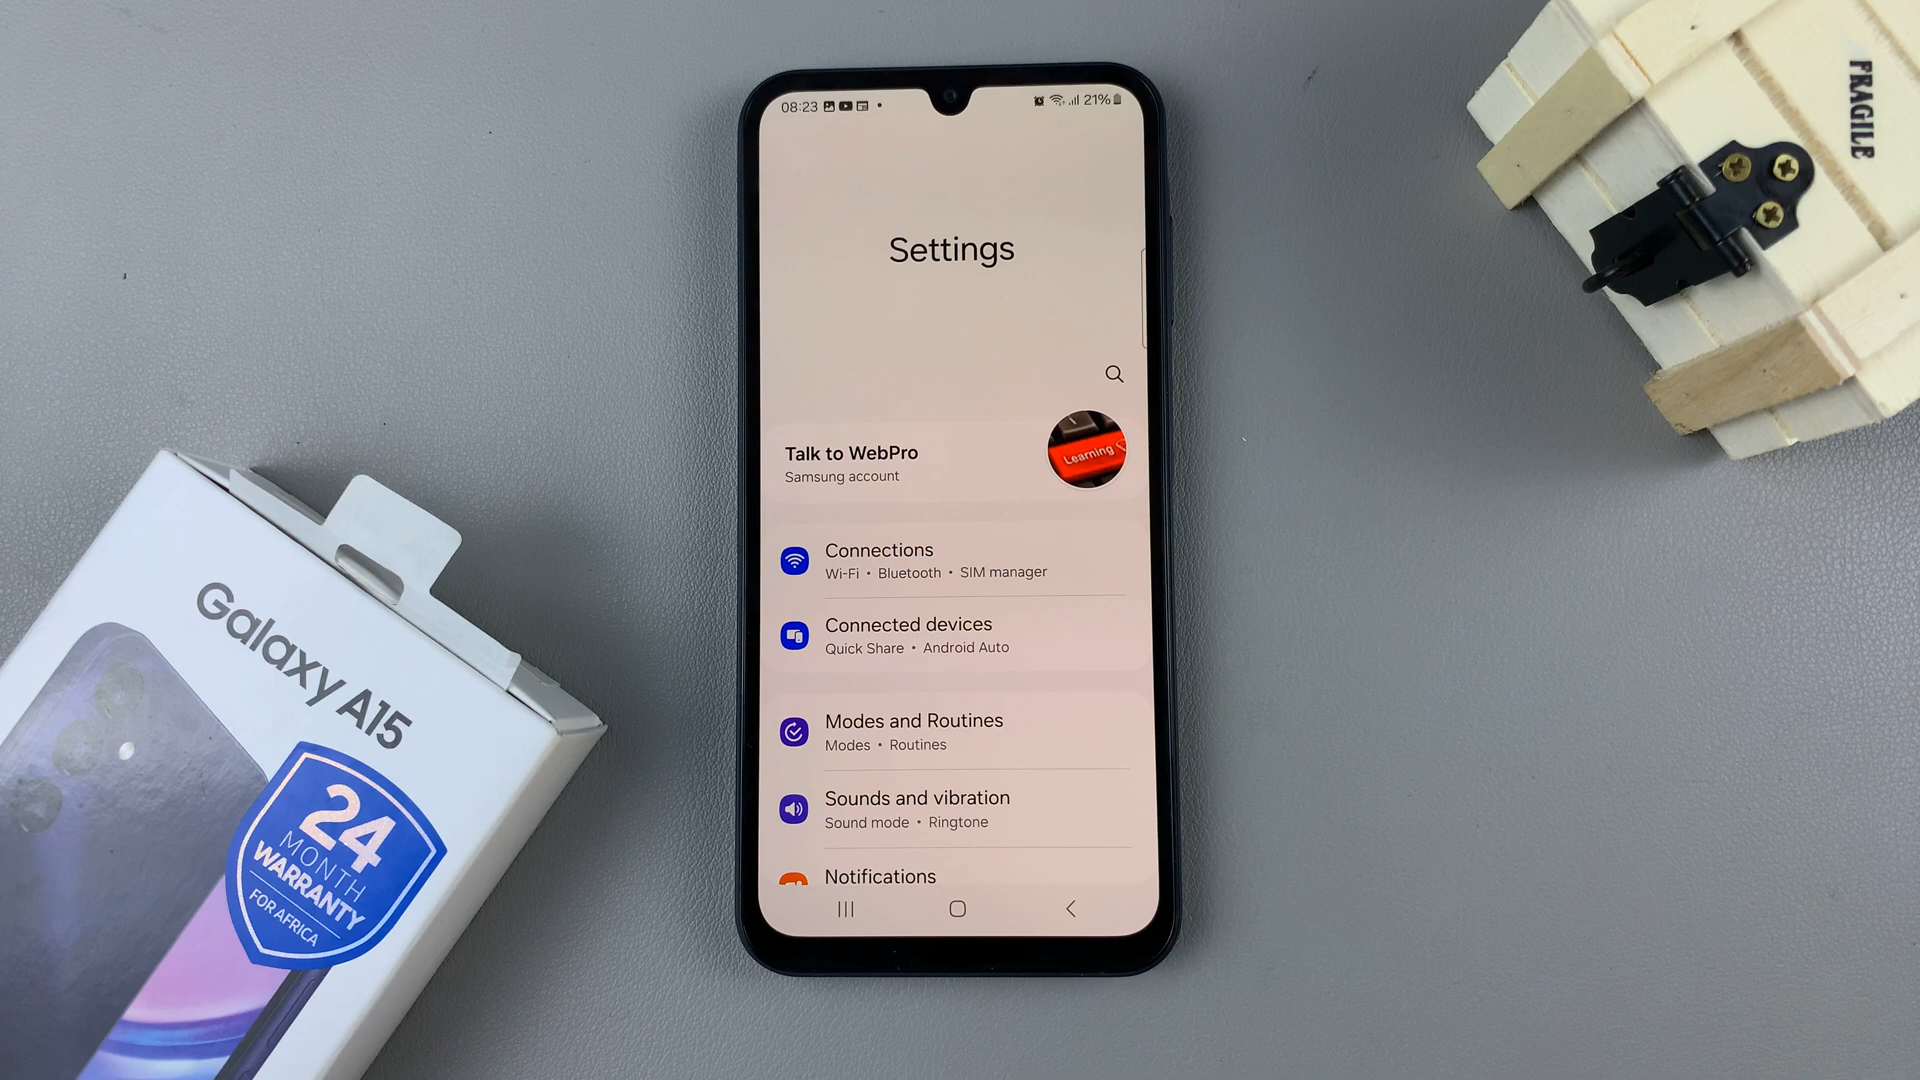 08:23
21%
Settings
Talk to WebPro
Samsung account
Learning
Connections
Wi-Fi • Bluetooth • SIM manager
Connected devices
Quick Share • Android Auto
Modes and Routines
Modes • Routines
Sounds and vibration
Sound mode • Ringtone
Notifications
Galaxy A15
24
MONTH
WARRANTY
FOR AFRICA
FRAGILE